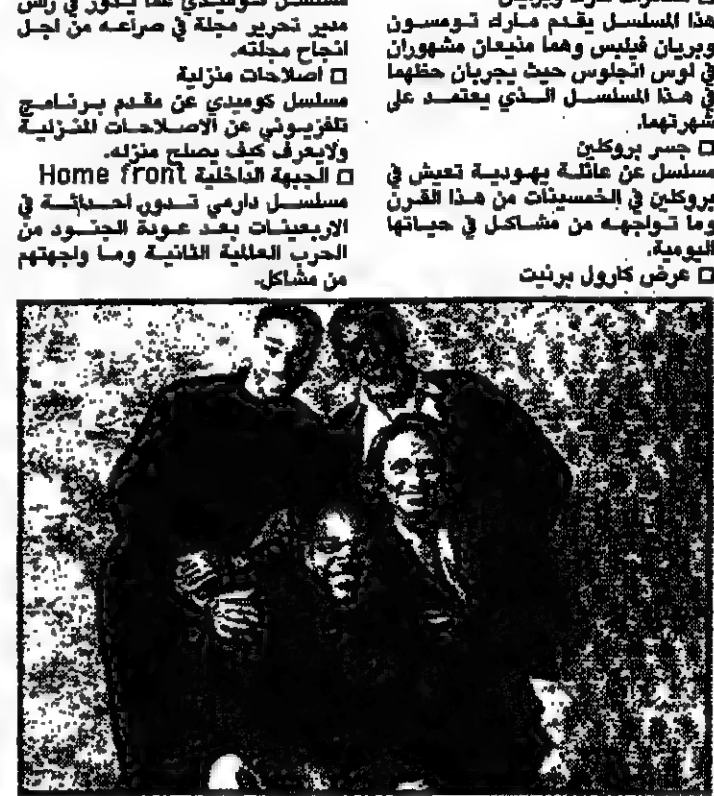 هذا المسلسل يقدم مارك تومسون
وبريان فيلبس وهما منيعان مشهوران
في لوس انجلوس حيث يجربان حظهما
في هذا المسلسل الذي يعتمد على
شهرتهما.
□ جسر بروكلين
مسلسل عن عائلة يهودية تعيش في
بروكلين في الخمسينات من هذا القرن
وما تواجهه من مشاكل في حياتها
اليومية.
□ عرض كارول برنيت
مسلسل كوميدي عما يدور في رأس
مدير تحرير مجلة في صراعه من اجل
انجاح مجلته.
□ اصلاحات منزلية
مسلسل كوميدي عن مقدم برنامج
تلفزيوني عن الاصلاحات المنزلية
ولايعرف كيف يصلح منزله.
□ الجبهة الداخلية Home front
مسلسل دارمي تدور احداثة في
الاربعينات بعد عودة الجنود من
الحرب العالمية الثانية وما واجهتهم
من مشاكل.